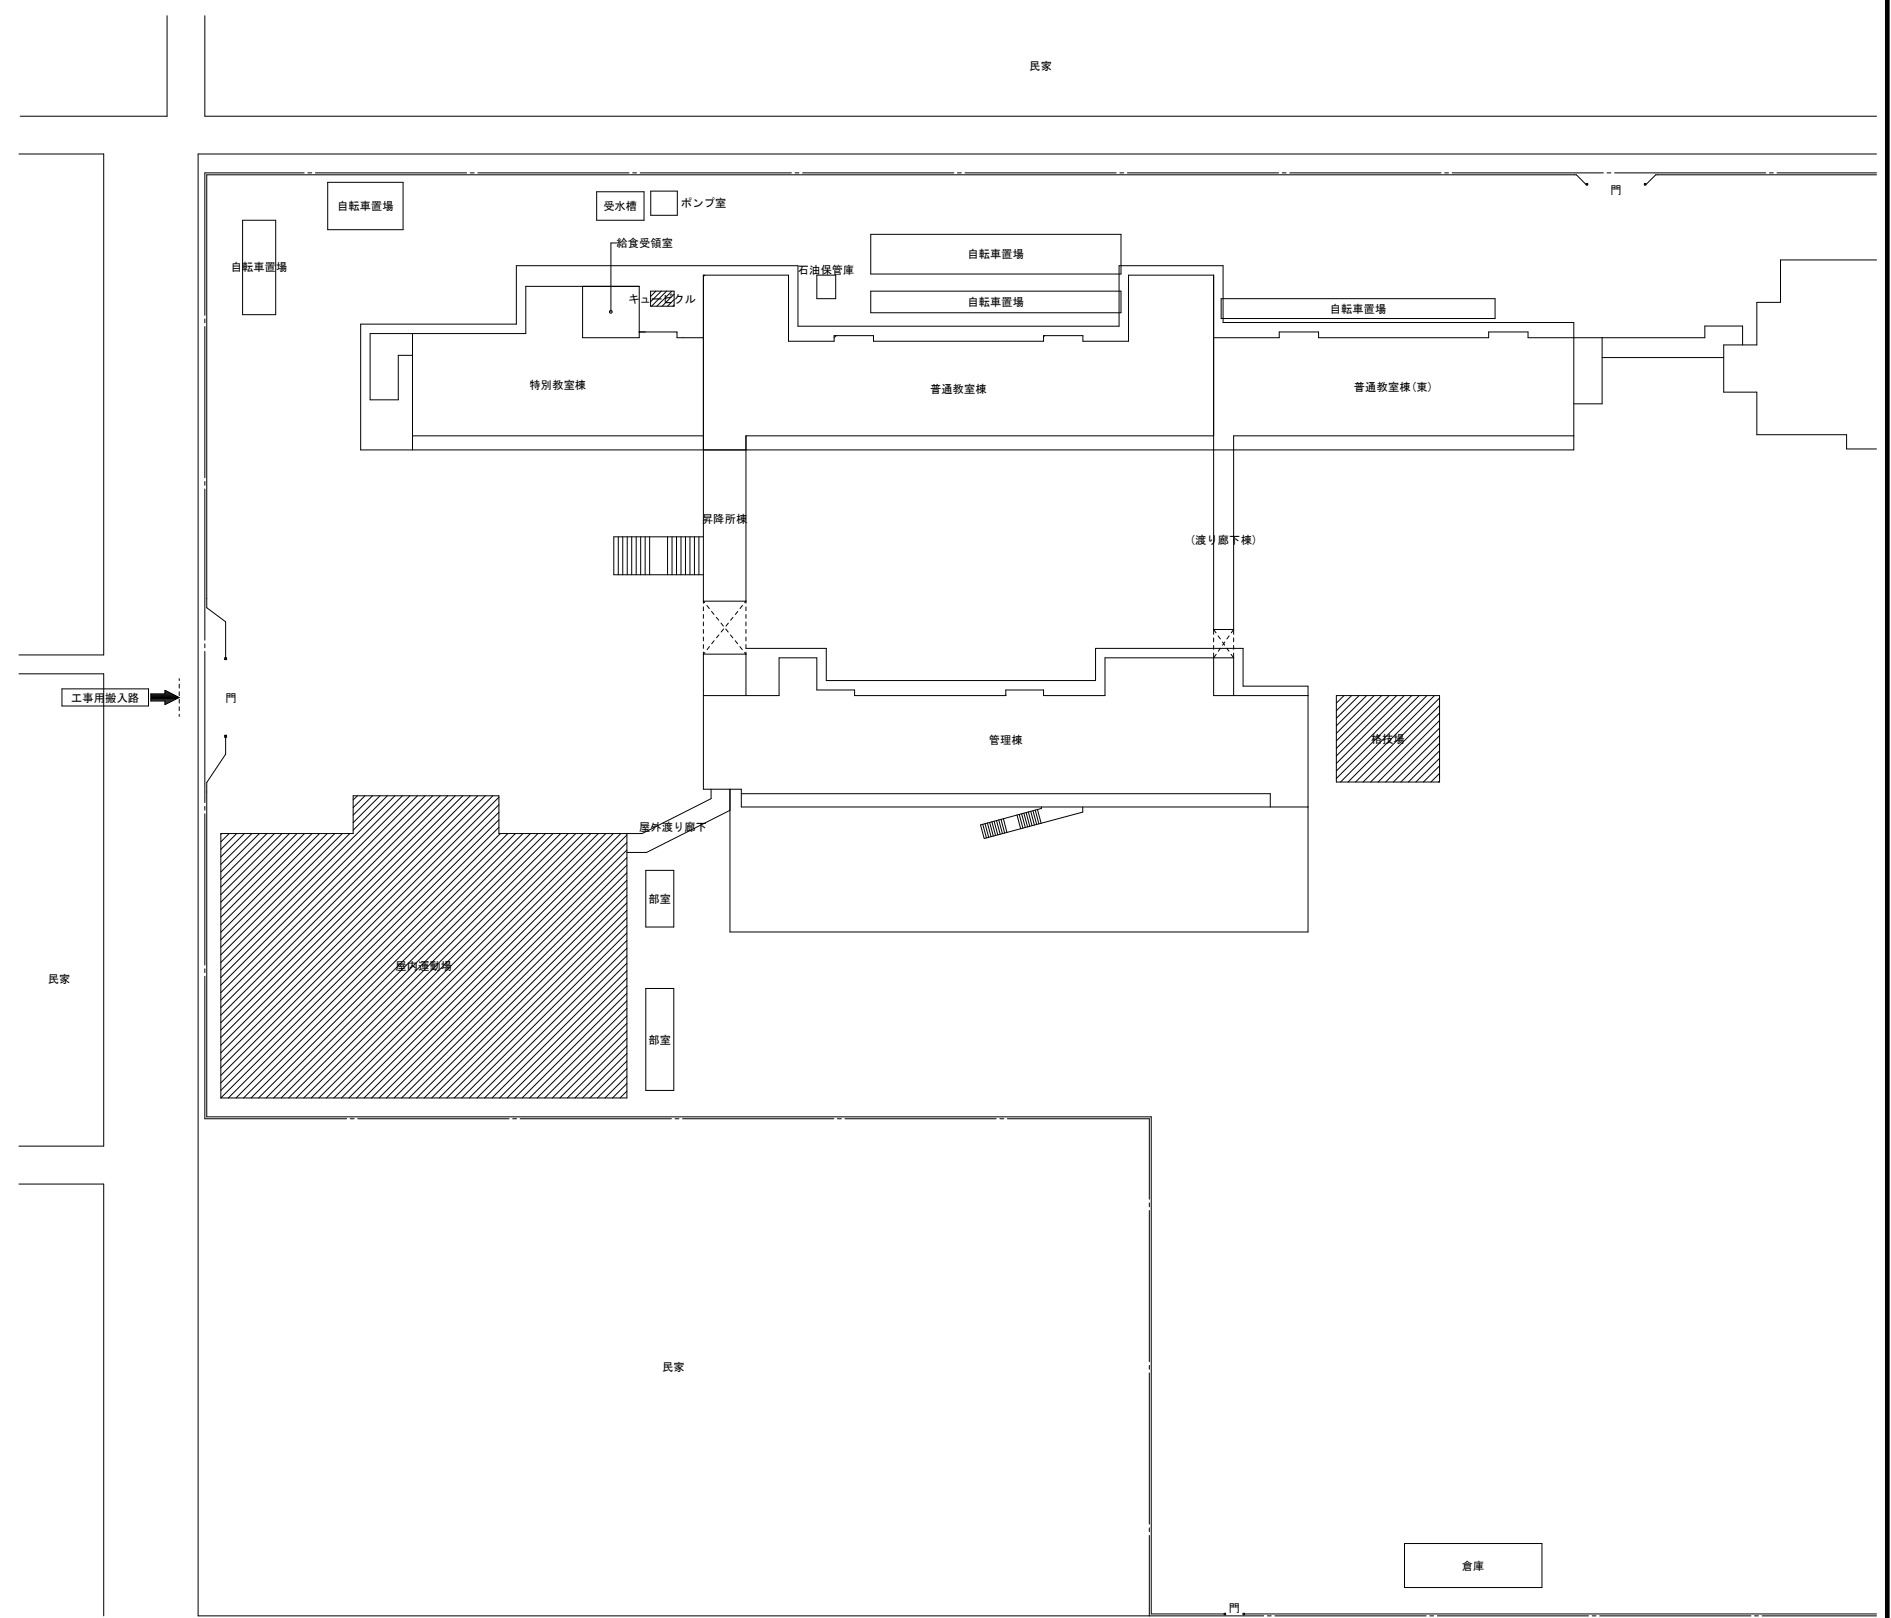 民家
門
自転車置場
受水槽
ポンプ室
給食受領室
自転車置場
自転車置場
石油保管庫
キュービクル
自転車置場
自転車置場
特別教室棟
普通教室棟
普通教室棟(東)
昇降所棟
(渡り廊下棟)
工事用搬入路
門
管理棟
格技場
屋外渡り廊下
部室
屋内運動場
民家
部室
民家
倉庫
門